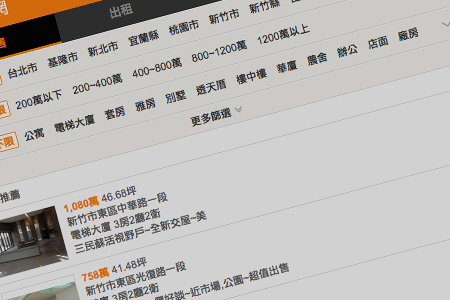 網
出租
售
台北市 基隆市 新北市 宜蘭縣 桃園市 新竹市 新竹縣
限 200萬以下 200~400萬 400~800萬 800~1200萬 1200萬以上
不限 公寓 電梯大廈 套房 雅房 別墅 透天厝 樓中樓 華廈 農舍 辦公 店面 廠房
更多篩選
推薦
1,080萬 46.68坪
新竹市東區中華路一段
電梯大廈 3房2廳2衛
三民蘇活視野戶~全新交屋~美
758萬 41.48坪
新竹市東區光復路一段
廈 3房2廳2衛
好談~近市場,公園~超值出售